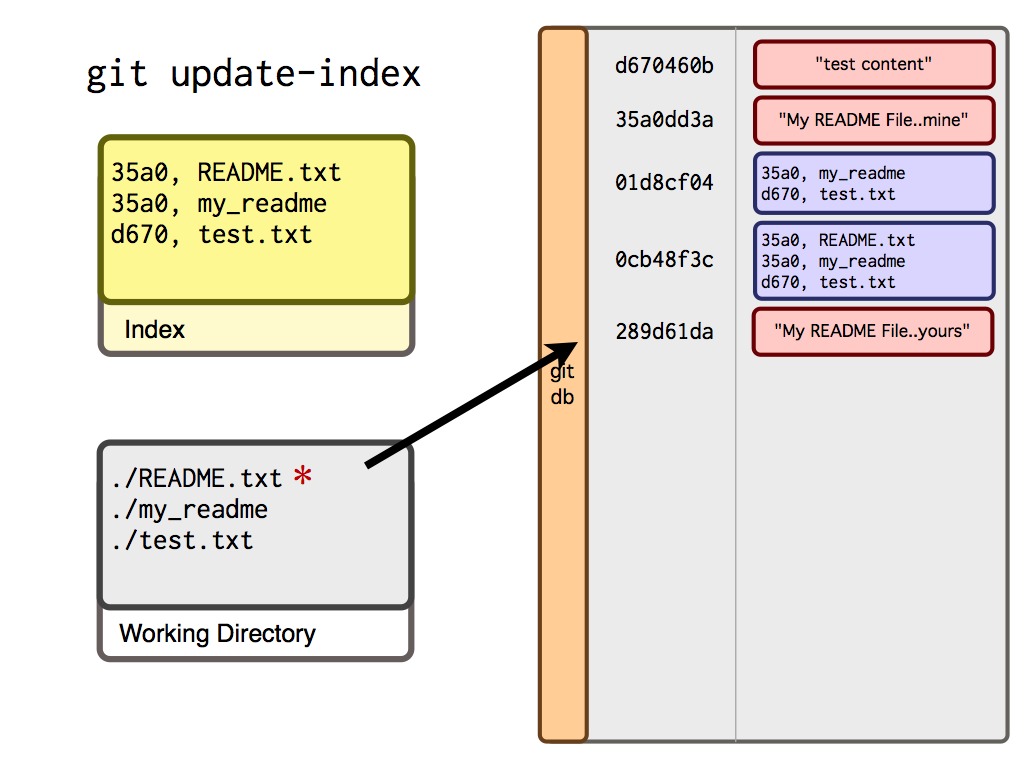 git update-index
35a0, README.txt
35a0, my_readme
d670, test.txt
Index
./README.txt *
./my_readme
./test.txt
Working Directory
git
db
d670460b
"test content"
35a0dd3a
"My README File..mine"
01d8cf04
35a0, my_readme
d670, test.txt
0cb48f3c
35a0, README.txt
35a0, my_readme
d670, test.txt
289d61da
"My README File..yours"